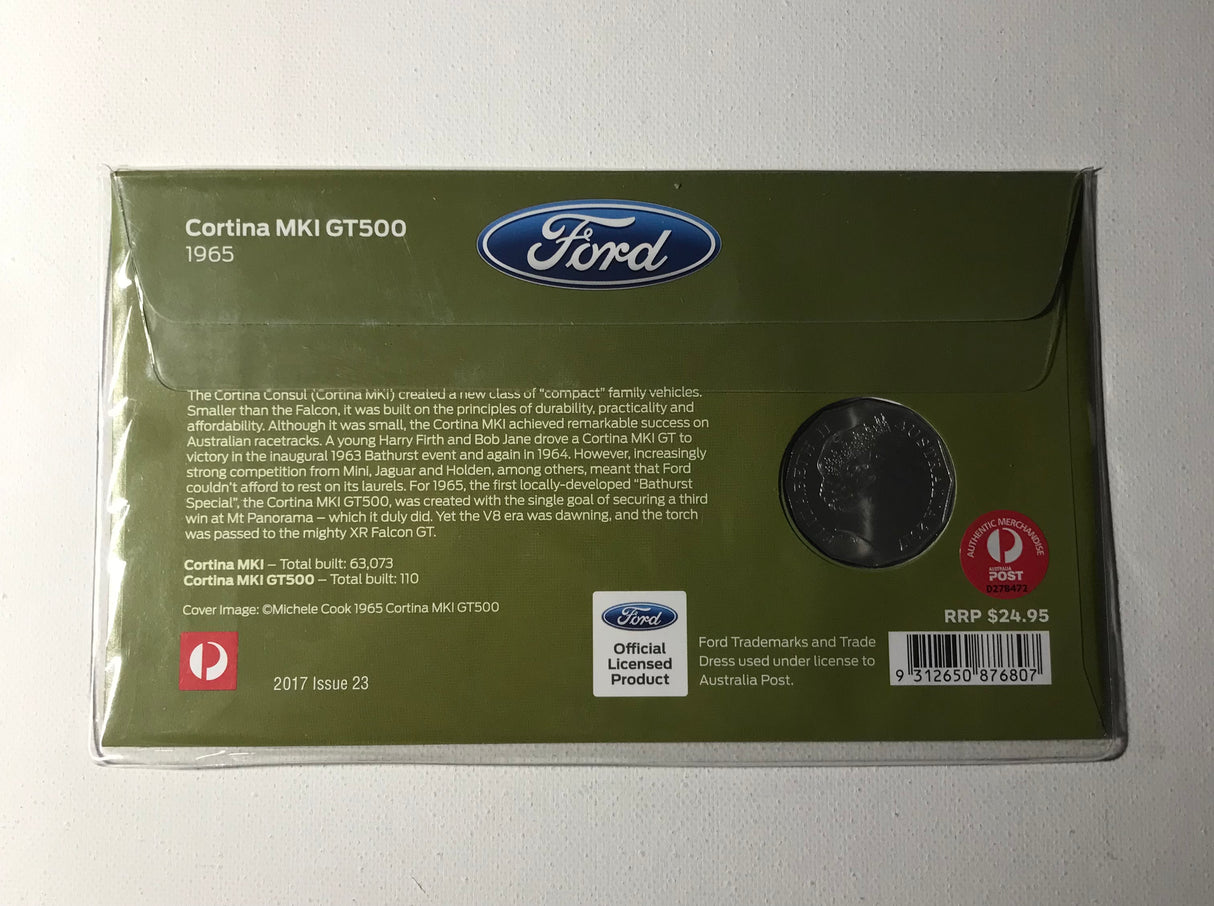 Cortina MKI GT500
1965
Ford
The Cortina Consul (Cortina MKI) created a new class of "compact" family vehicles.
Smaller than the Falcon, it was built on the principles of durability, practicality and
affordability. Although it was small, the Cortina MKI achieved remarkable success on
Australian racetracks. A young Harry Firth and Bob Jane drove a Cortina MKI GT to
victory in the inaugural 1963 Bathurst event and again in 1964. However, increasingly
strong competition from Mini, Jaguar and Holden, among others, meant that Ford
couldn't afford to rest on its laurels. For 1965, the first locally-developed "Bathurst
Special", the Cortina MKI GT500, was created with the single goal of securing a third
win at Mt Panorama – which it duly did. Yet the V8 era was dawning, and the torch
was passed to the mighty XR Falcon GT.
Cortina MKI – Total built: 63,073
Cortina MKI GT500 – Total built: 110
Cover Image: ©Michele Cook 1965 Cortina MKI GT500
2017 Issue 23
Ford
Official
Licensed
Product
Ford Trademarks and Trade
Dress used under license to
Australia Post.
ELIZABETH II AUSTRALIA 2017
AUTHENTIC MERCHANDISE
AUSTRALIA
POST
0278472
RRP $24.95
9 312650 876807